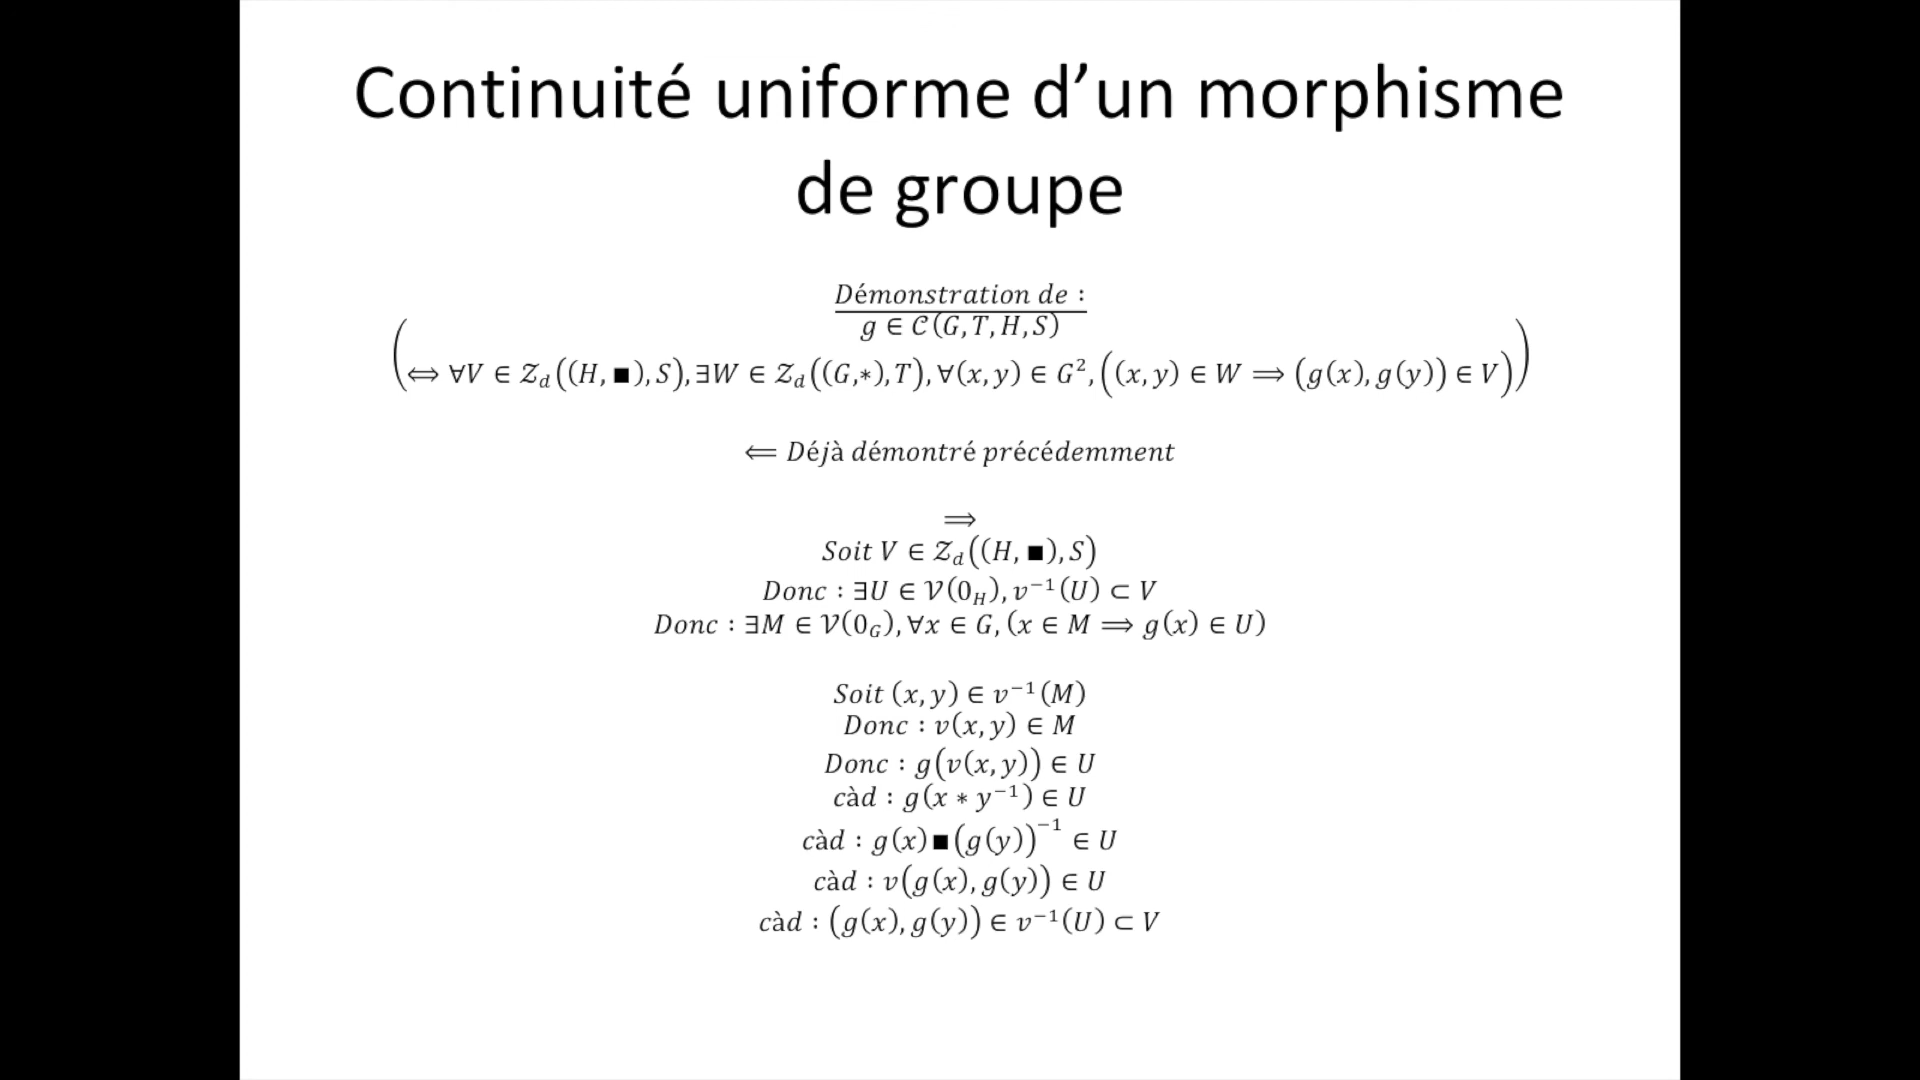 Continuité uniforme d’un morphisme
de groupe
Démonstration de :
g ∈ 𝒞(G, T, H, S)
(⟺ ∀V ∈ 𝒵_d((H, ■), S), ∃W ∈ 𝒵_d((G,∗), T), ∀(x, y) ∈ G², ((x, y) ∈ W ⟹ (g(x), g(y)) ∈ V))
⟸ Déjà démontré précédemment
⟹
Soit V ∈ 𝒵_d((H, ■), S)
Donc : ∃U ∈ 𝒱(0_H), v⁻¹(U) ⊂ V
Donc : ∃M ∈ 𝒱(0_G), ∀x ∈ G, (x ∈ M ⟹ g(x) ∈ U)
Soit (x, y) ∈ v⁻¹(M)
Donc : v(x, y) ∈ M
Donc : g(v(x, y)) ∈ U
càd : g(x ∗ y⁻¹) ∈ U
càd : g(x)■(g(y))⁻¹ ∈ U
càd : v(g(x), g(y)) ∈ U
càd : (g(x), g(y)) ∈ v⁻¹(U) ⊂ V